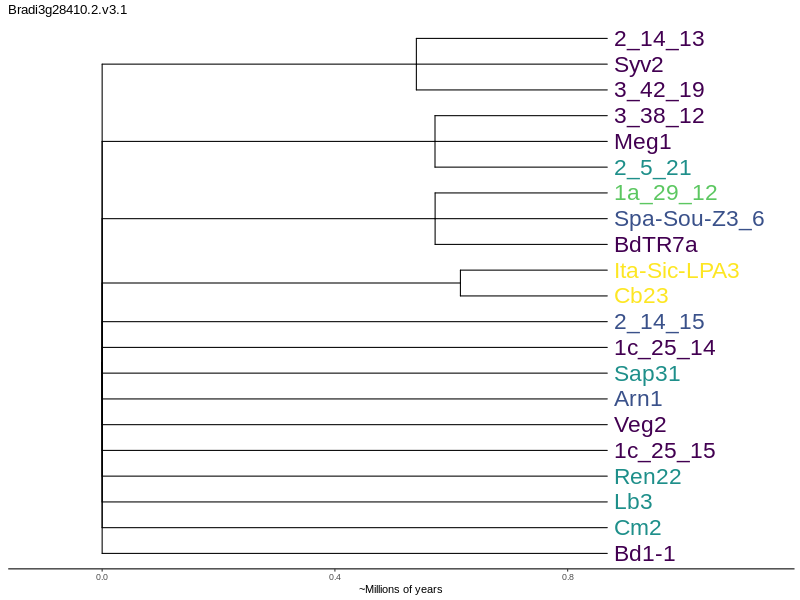 Bradi3g28410.2.v3.1
2_14_13
Syv2
3_42_19
3_38_12
Meg1
2_5_21
1a_29_12
Spa-Sou-Z3_6
BdTR7a
Ita-Sic-LPA3
Cb23
2_14_15
1c_25_14
Sap31
Arn1
Veg2
1c_25_15
Ren22
Lb3
Cm2
Bd1-1
0.0 0.4 0.8
~Millions of years